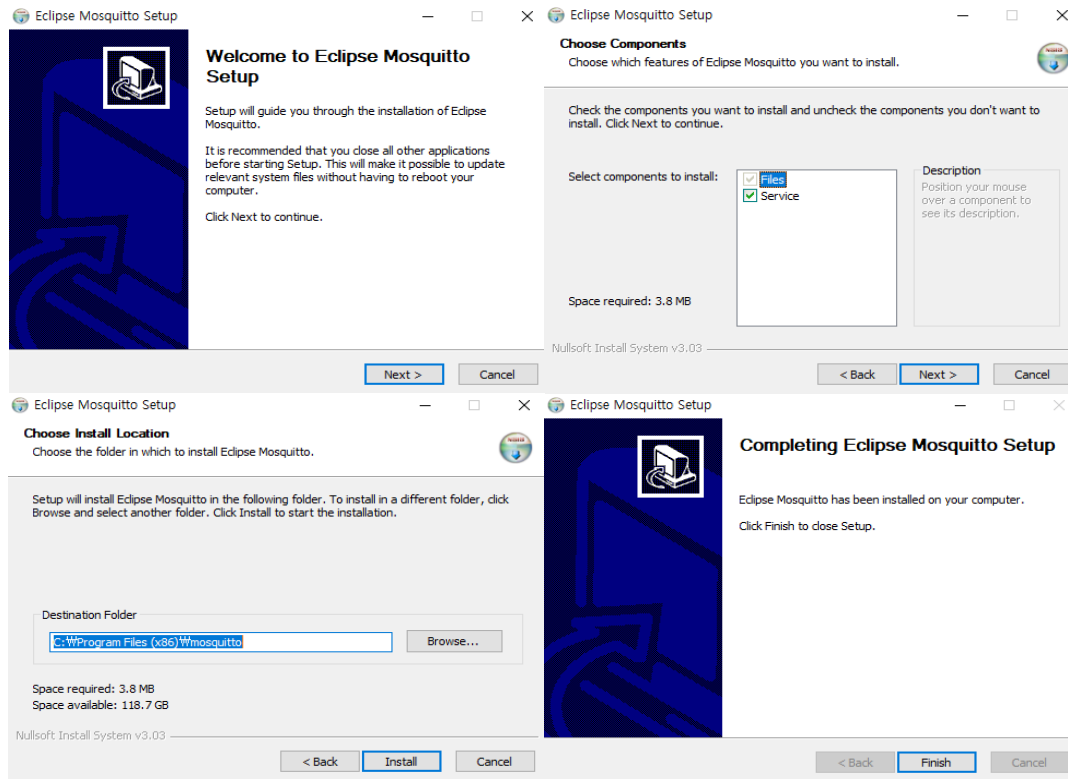 Eclipse Mosquitto Setup
Welcome to Eclipse Mosquitto
Setup
Setup will guide you through the installation of Eclipse
Mosquitto.
It is recommended that you close all other applications
before starting Setup. This will make it possible to update
relevant system files without having to reboot your
computer.
Click Next to continue.
Next >
Cancel
Eclipse Mosquitto Setup
Choose Components
Choose which features of Eclipse Mosquitto you want to install.
Check the components you want to install and uncheck the components you don't want to
install. Click Next to continue.
Select components to install:
Files
Service
Description
Position your mouse
over a component to
see its description.
Space required: 3.8 MB
Nullsoft Install System v3.03
< Back
Next >
Cancel
Eclipse Mosquitto Setup
Choose Install Location
Choose the folder in which to install Eclipse Mosquitto.
Setup will install Eclipse Mosquitto in the following folder. To install in a different folder, click
Browse and select another folder. Click Install to start the installation.
Destination Folder
C:₩Program Files (x86)₩mosquitto
Browse...
Space required: 3.8 MB
Space available: 118.7 GB
Nullsoft Install System v3.03
< Back
Install
Cancel
Eclipse Mosquitto Setup
Completing Eclipse Mosquitto Setup
Eclipse Mosquitto has been installed on your computer.
Click Finish to close Setup.
< Back
Finish
Cancel